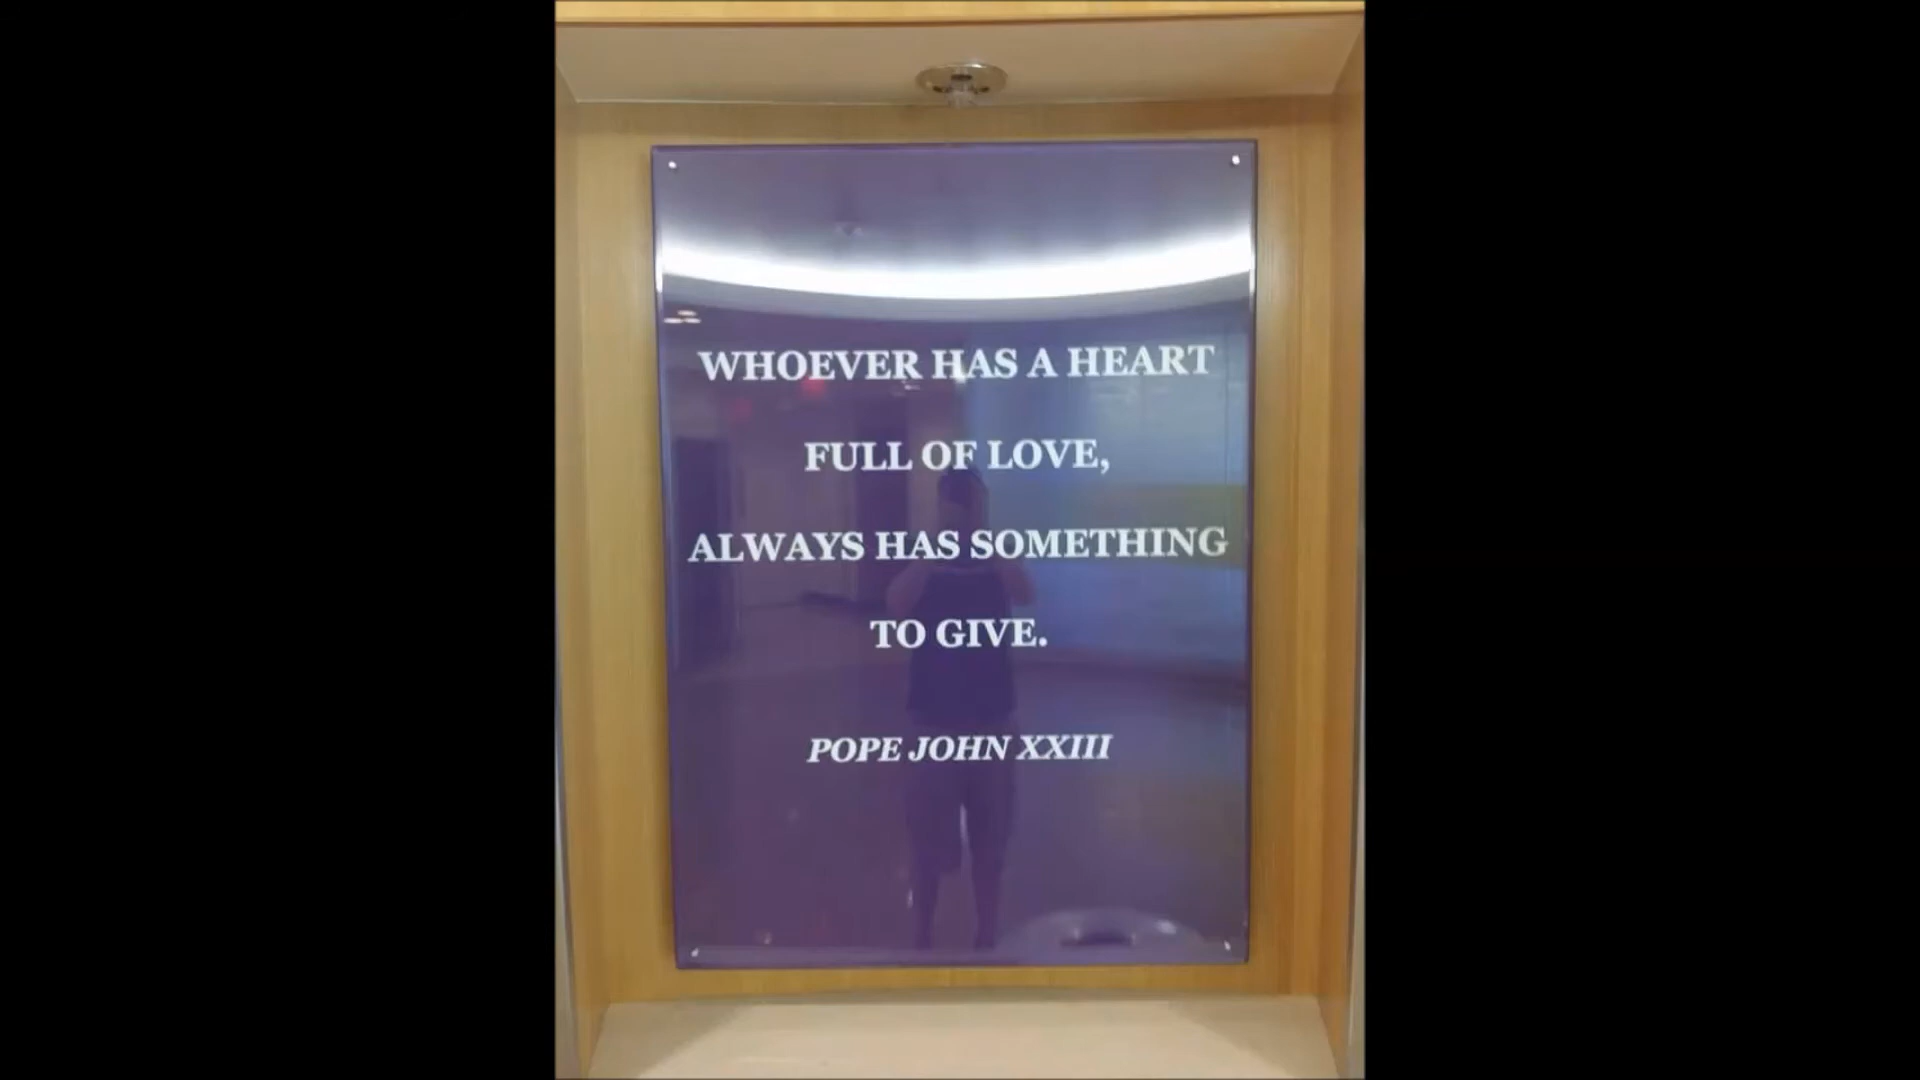 WHOEVER HAS A HEART
FULL OF LOVE,
ALWAYS HAS SOMETHING
TO GIVE.
POPE JOHN XXIII